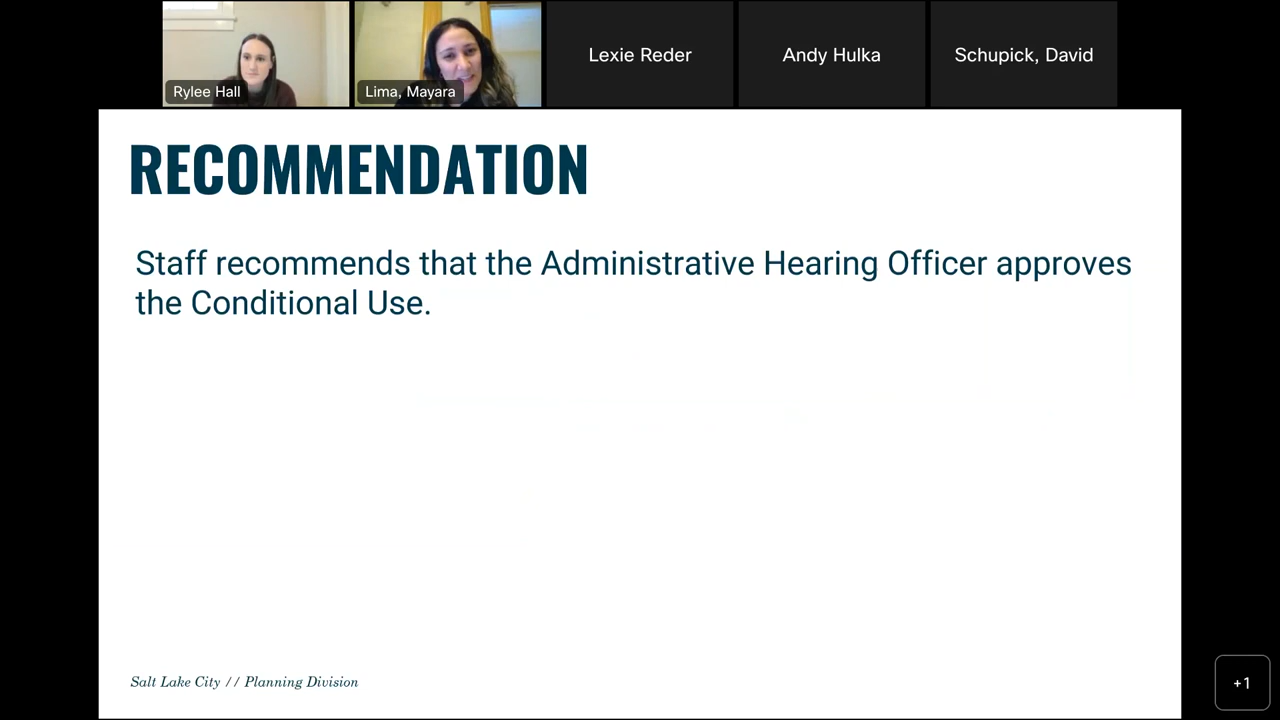 Rylee Hall
Lima, Mayara
Lexie Reder
Andy Hulka
Schupick, David
RECOMMENDATION
Staff recommends that the Administrative Hearing Officer approves
the Conditional Use.
Salt Lake City // Planning Division
+1